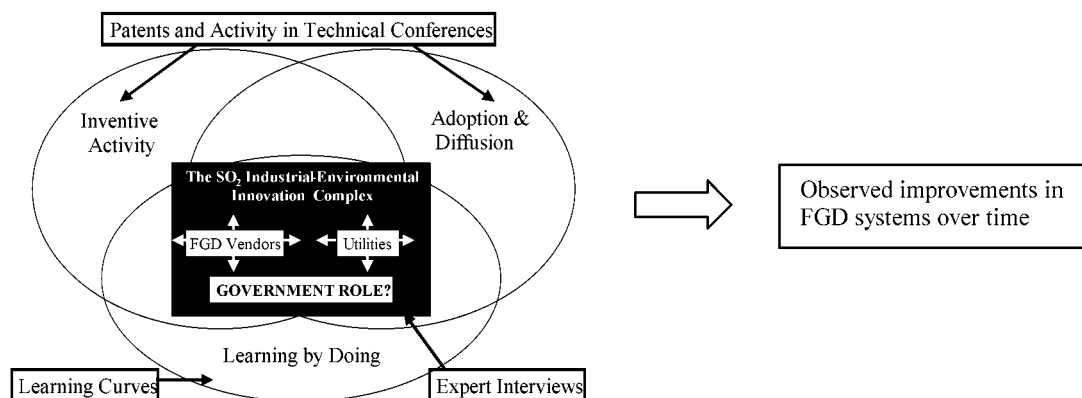 Patents and Activity in Technical Conferences
Inventive
Activity
Adoption &
Diffusion
The SO₂ Industrial-Environmental
Innovation Complex
FGD Vendors
Utilities
GOVERNMENT ROLE?
Learning by Doing
Learning Curves
Expert Interviews
Observed improvements in
FGD systems over time